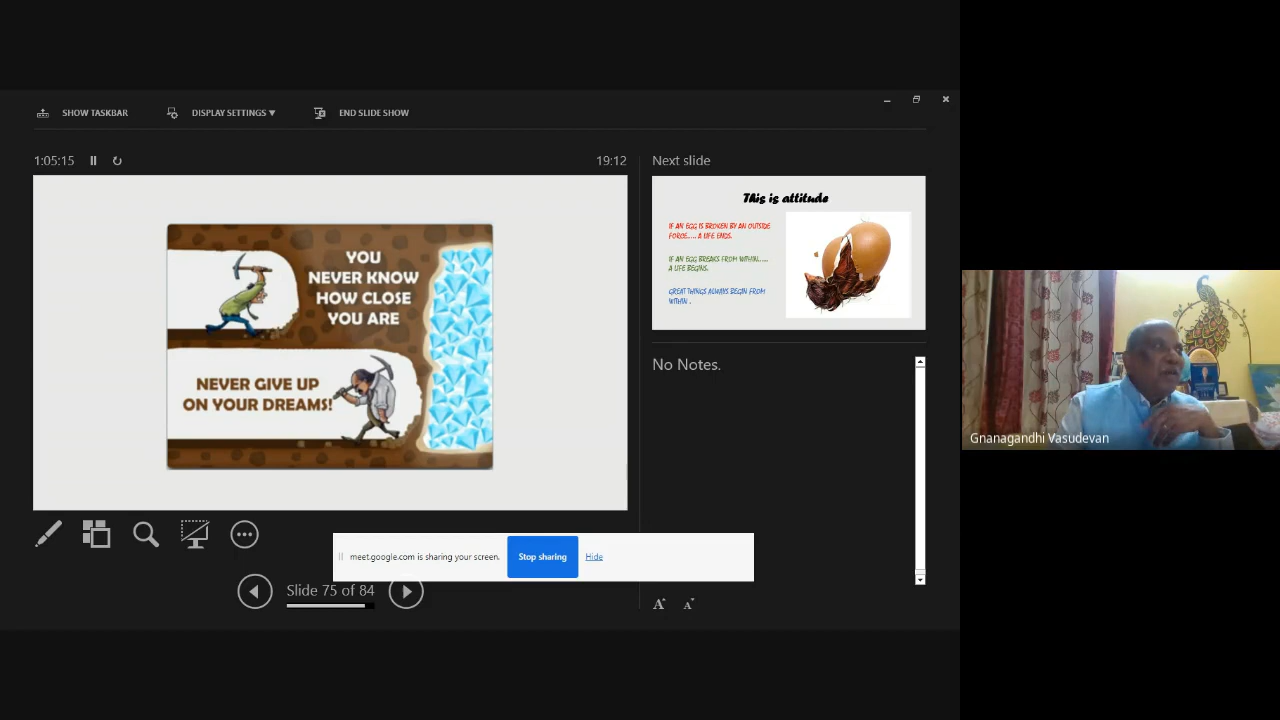 SHOW TASKBAR
DISPLAY SETTINGS ▼
END SLIDE SHOW
1:05:15
19:12
YOU
NEVER KNOW
HOW CLOSE
YOU ARE
NEVER GIVE UP
ON YOUR DREAMS!
Next slide
This is attitude
IF AN EGG IS BROKEN BY AN OUTSIDE
FORCE..... A LIFE ENDS.
IF AN EGG BREAKS FROM WITHIN......
A LIFE BEGINS.
GREAT THINGS ALWAYS BEGIN FROM
WITHIN .
No Notes.
meet.google.com is sharing your screen.
Stop sharing
Hide
Slide 75 of 84
A A
Gnanagandhi Vasudevan